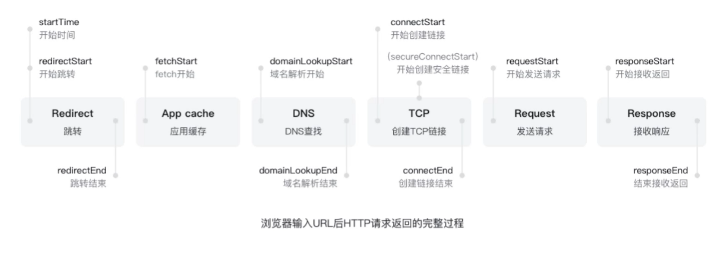 startTime
开始时间
connectStart
开始创建链接
redirectStart
开始跳转
fetchStart
fetch开始
domainLookupStart
域名解析开始
(secureConnectStart)
开始创建安全链接
requestStart
开始发送请求
responseStart
开始接收返回
Redirect
跳转
App cache
应用缓存
DNS
DNS查找
TCP
创建TCP链接
Request
发送请求
Response
接收响应
redirectEnd
跳转结束
domainLookupEnd
域名解析结束
connectEnd
创建链接结束
responseEnd
结束接收返回
浏览器输入URL后HTTP请求返回的完整过程